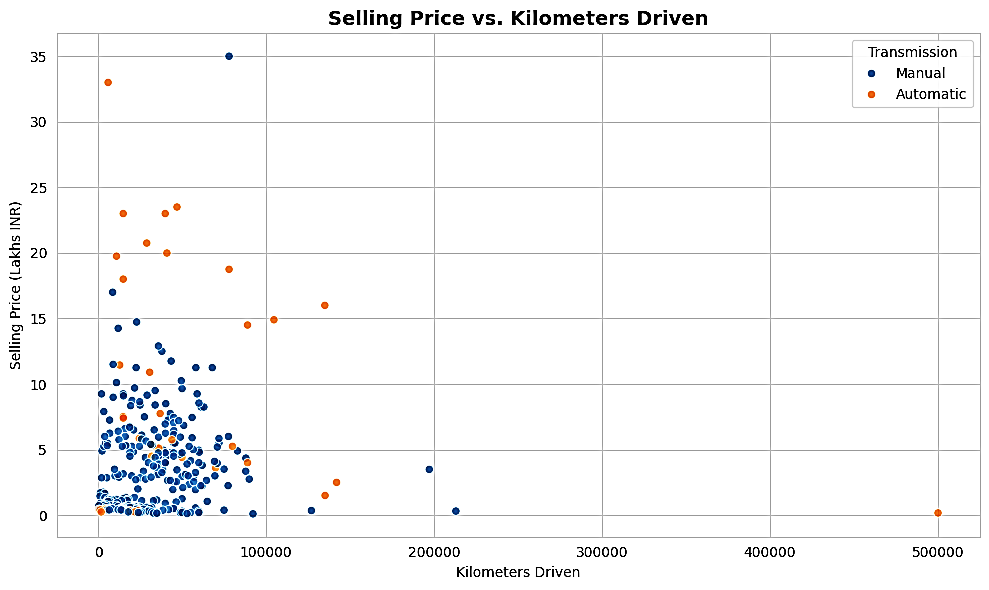 Selling Price vs. Kilometers Driven
Transmission
Manual
Automatic
35
30
25
20
15
10
5
0
Selling Price (Lakhs INR)
0 100000 200000 300000 400000 500000
Kilometers Driven